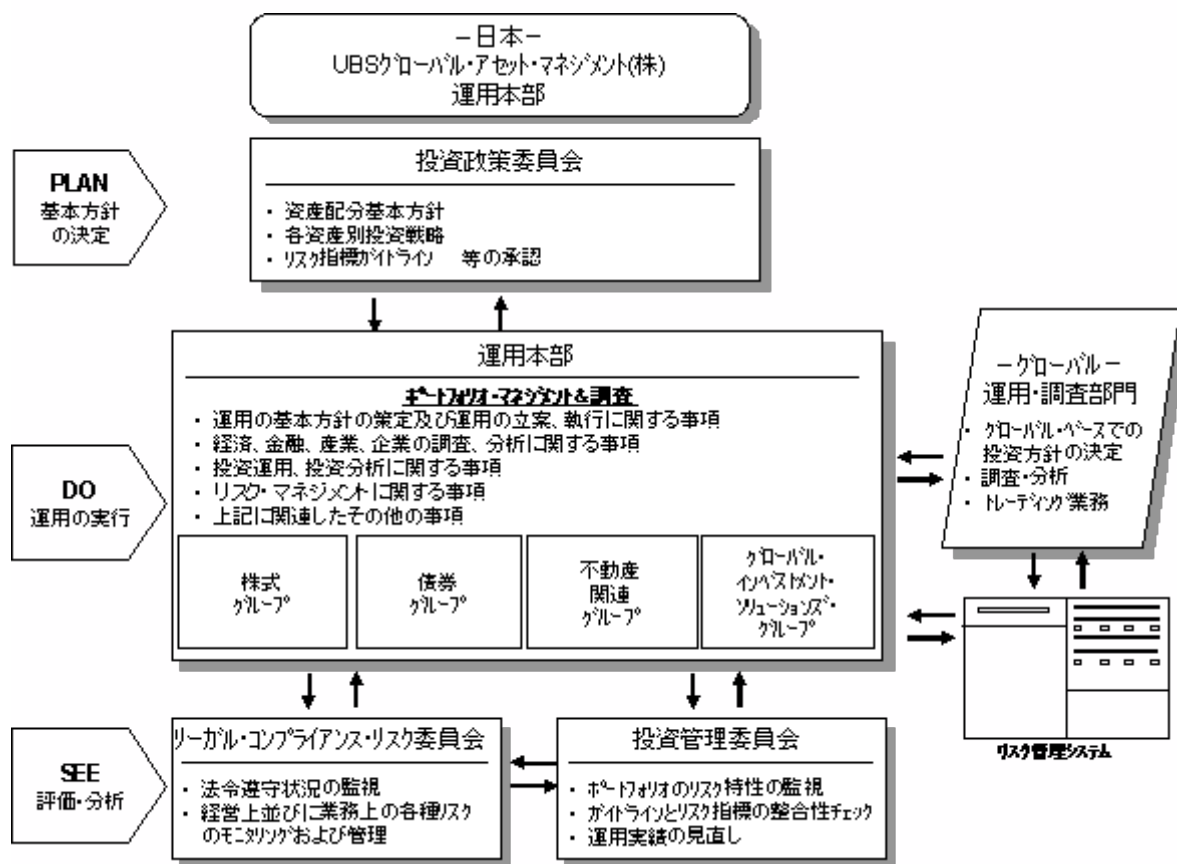 －日本－
UBSｸﾞﾛｰﾊﾞﾙ･ｱｾｯﾄ･ﾏﾈｼﾞﾒﾝﾄ(株)
運用本部
PLAN
基本方針
の決定
投資政策委員会
・ 資産配分基本方針
・ 各資産別投資戦略
・ ﾘｽｸ指標ｶﾞｲﾄﾞﾗｲﾝ　等の承認
DO
運用の実行
運用本部
ﾎﾟｰﾄﾌｫﾘｵ･ﾏﾈｼﾞﾒﾝﾄ&調査
・ 運用の基本方針の策定及び運用の立案、執行に関する事項
・ 経済、金融、産業、企業の調査、分析に関する事項
・ 投資運用、投資分析に関する事項
・ リスク・マネジメントに関する事項
・ 上記に関連したその他の事項
株式
ｸﾞﾙｰﾌﾟ
債券
ｸﾞﾙｰﾌﾟ
不動産
関連
ｸﾞﾙｰﾌﾟ
ｸﾞﾛｰﾊﾞﾙ･
ｲﾝﾍﾞｽﾄﾒﾝﾄ･
ｿﾘｭｰｼｮﾝｽﾞ･
ｸﾞﾙｰﾌﾟ
－ｸﾞﾛｰﾊﾞﾙ－
運用・調査部門
・ ｸﾞﾛｰﾊﾞﾙ･ﾍﾞｰｽでの
投資方針の決定
・ 調査・分析
・ ﾄﾚｰﾃﾞｨﾝｸﾞ業務
ﾘｽｸ管理ｼｽﾃﾑ
SEE
評価・分析
リーガル・コンプライアンス・リスク委員会
・ 法令遵守状況の監視
・ 経営上並びに業務上の各種ﾘｽｸ
のﾓﾆﾀﾘﾝｸﾞおよび管理
投資管理委員会
・ ﾎﾟｰﾄﾌｫﾘｵのﾘｽｸ特性の監視
・ ｶﾞｲﾄﾞﾗｲﾝとﾘｽｸ指標の整合性ﾁｪｯｸ
・ 運用実績の見直し